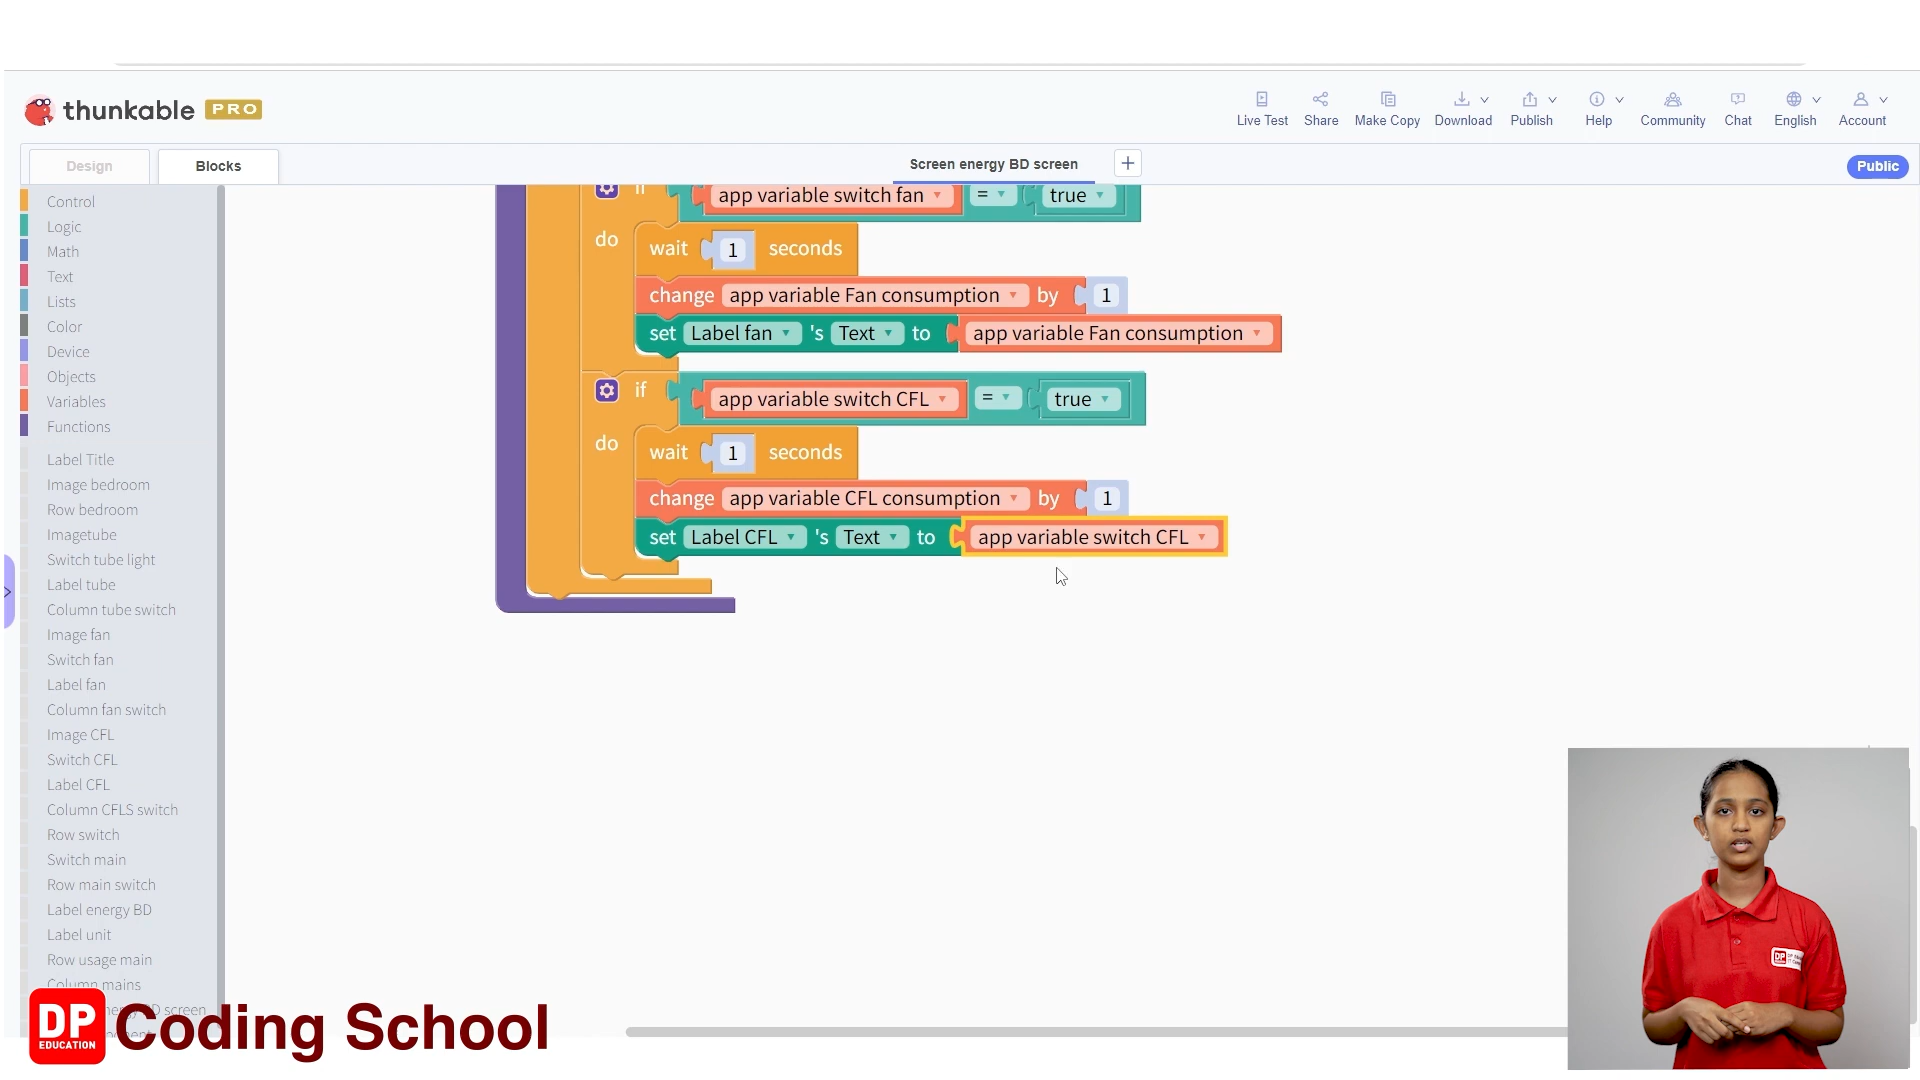 thunkable PRO
Live Test
Share
Make Copy
Download
Publish
Help
Community
Chat
English
Account
Design
Blocks
Screen energy BD screen
+
Public
Control
Logic
Math
Text
Lists
Color
Device
Objects
Variables
Functions
Label Title
Image bedroom
Row bedroom
Imagetube
Switch tube light
Label tube
Column tube switch
Image fan
Switch fan
Label fan
Column fan switch
Image CFL
Switch CFL
Label CFL
Column CFLS switch
Row switch
Switch main
Row main switch
Label energy BD
Label unit
Row usage main
Column mains
screen
if app variable switch fan = true
do wait 1 seconds
change app variable Fan consumption by 1
set Label fan 's Text to app variable Fan consumption
if app variable switch CFL = true
do wait 1 seconds
change app variable CFL consumption by 1
set Label CFL 's Text to app variable switch CFL
DP EDUCATION
Coding School
DP